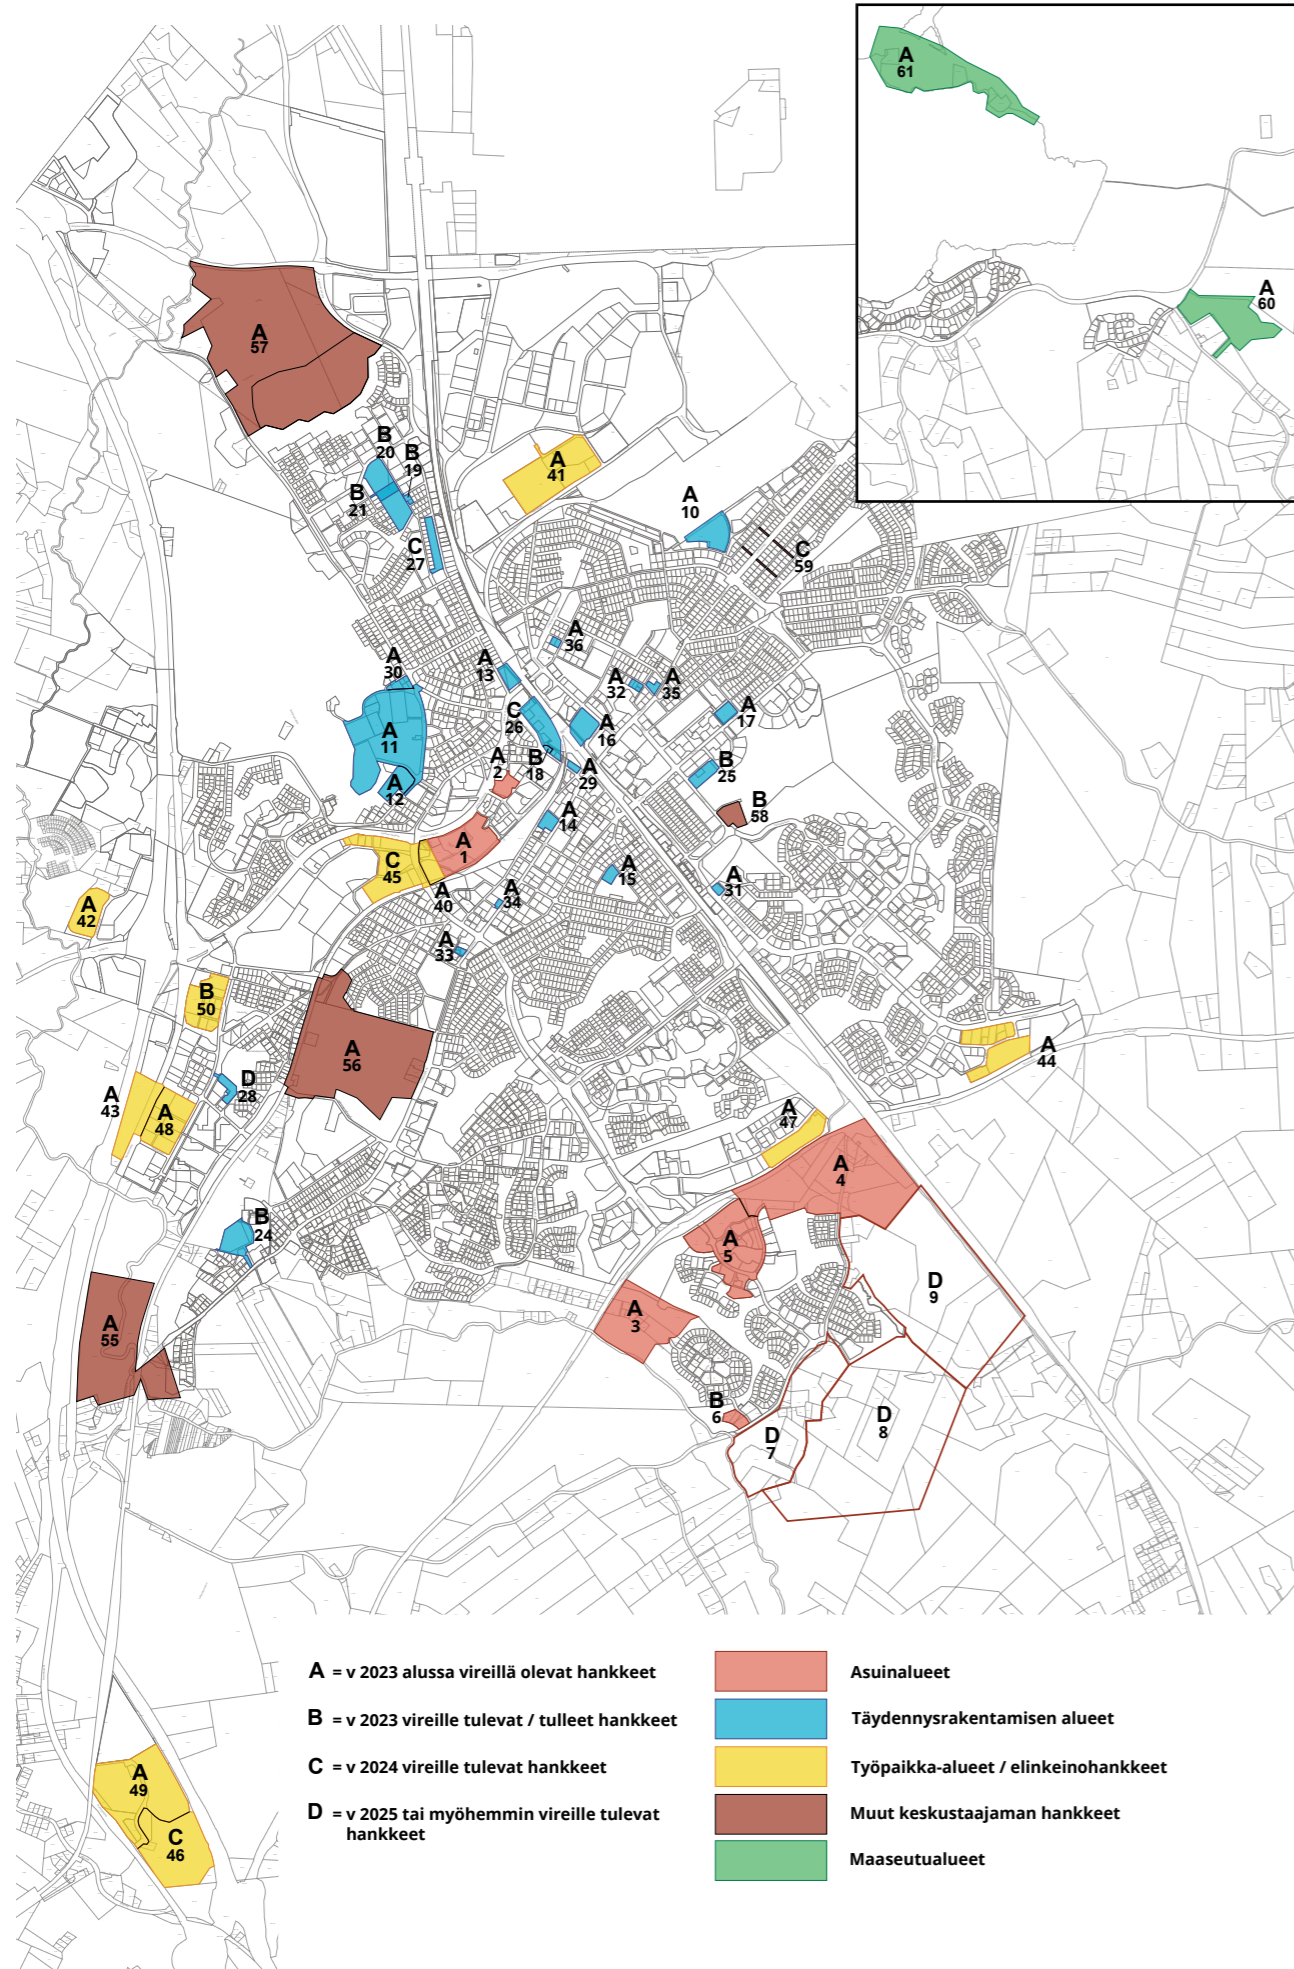 A
61
A
60
A
57
B
20
B
19
B
21
A
41
A
10
C
27
C
59
A
36
A
30
A
13
A
32
A
35
A
11
C
26
A
16
A
17
A
2
B
18
A
29
B
25
A
12
B
58
A
14
A
1
C
45
A
15
A
31
A
40
A
34
A
42
A
33
B
50
A
56
A
44
D
28
A
43
A
48
A
47
A
4
B
24
A
5
D
9
A
3
A
55
B
6
D
7
D
8
A = v 2023 alussa vireillä olevat hankkeet
B = v 2023 vireille tulevat / tulleet hankkeet
C = v 2024 vireille tulevat hankkeet
D = v 2025 tai myöhemmin vireille tulevat
hankkeet
Asuinalueet
Täydennysrakentamisen alueet
Työpaikka-alueet / elinkeinohankkeet
Muut keskustaajaman hankkeet
Maaseutualueet
A
49
C
46